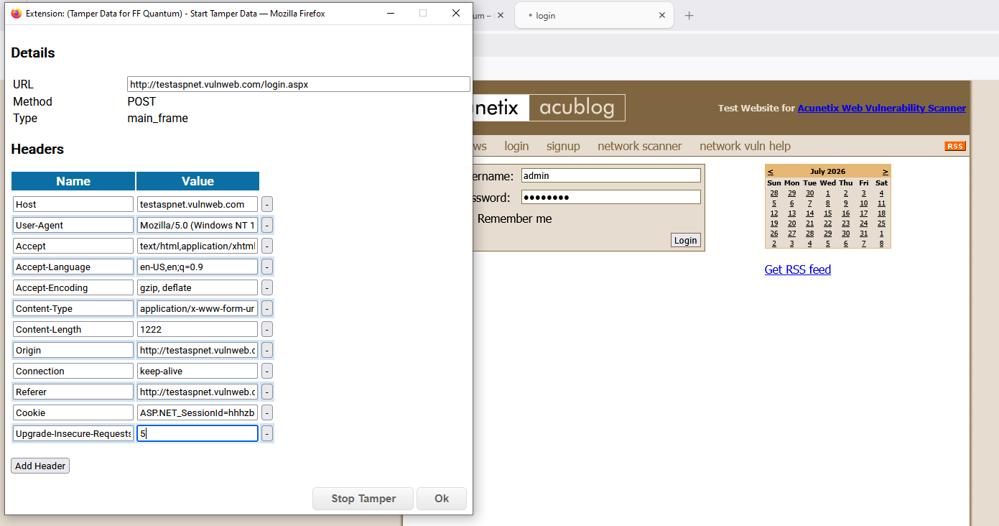 Extension: (Tamper Data for FF Quantum) - Start Tamper Data — Mozilla Firefox
um –
login
Details
URL http://testaspnet.vulnweb.com/login.aspx
Method POST
Type main_frame
Headers
Name Value
Host testaspnet.vulnweb.com -
User-Agent Mozilla/5.0 (Windows NT 1 -
Accept text/html,application/xhtml -
Accept-Language en-US,en;q=0.9 -
Accept-Encoding gzip, deflate -
Content-Type application/x-www-form-ur -
Content-Length 1222 -
Origin http://testaspnet.vulnweb.c -
Connection keep-alive -
Referer http://testaspnet.vulnweb.c -
Cookie ASP.NET_SessionId=hhhzb -
Upgrade-Insecure-Requests 5 -
Add Header
Stop Tamper Ok
netix acublog
Test Website for Acunetix Web Vulnerability Scanner
ws login signup network scanner network vuln help RSS
ername: admin
ssword: ●●●●●●●●
Remember me
Login
< July 2026 >
Sun Mon Tue Wed Thu Fri Sat
28 29 30 1 2 3 4
5 6 7 8 9 10 11
12 13 14 15 16 17 18
19 20 21 22 23 24 25
26 27 28 29 30 31 1
2 3 4 5 6 7 8
Get RSS feed